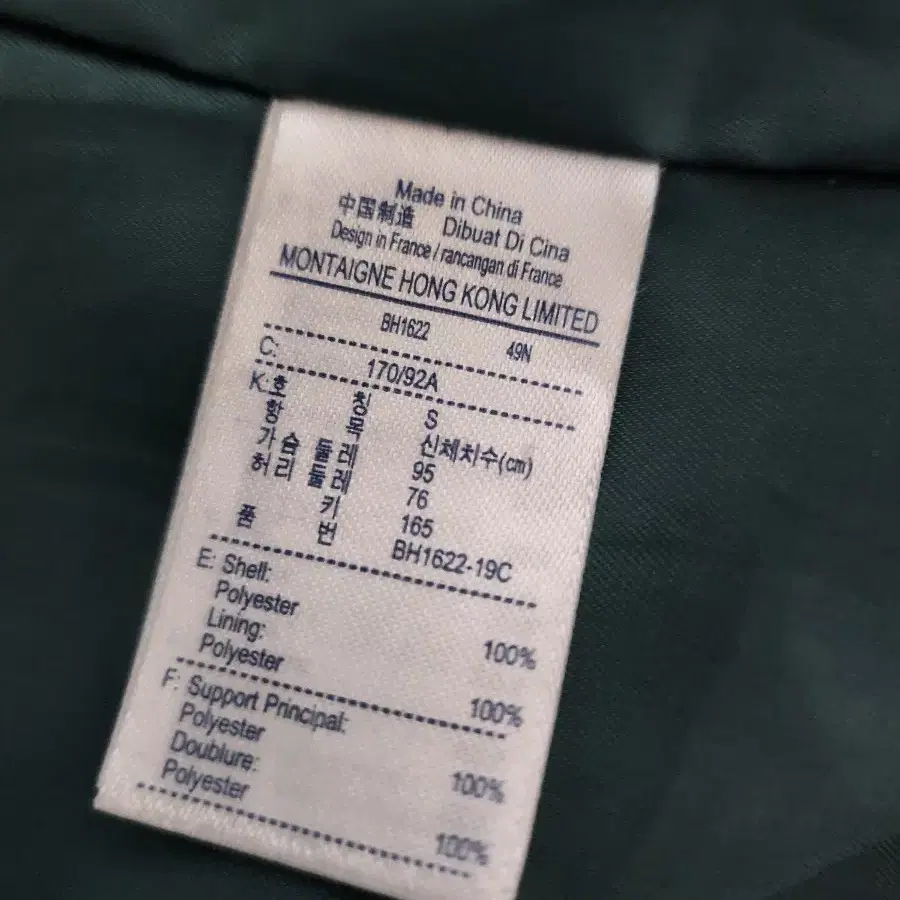 Made in China
中国制造 Dibuat Di Cina
Design in France / rancangan di France
MONTAIGNE HONG KONG LIMITED
BH1622 49N
C: 170/92A
K: 호 칭 S
항 목 신체치수(cm)
가 슴 둘 레 95
허 리 둘 레 76
키 165
품 번 BH1622-19C
E: Shell:
Polyester 100%
Lining:
Polyester 100%
F: Support Principal:
Polyester 100%
Doublure:
Polyester 100%